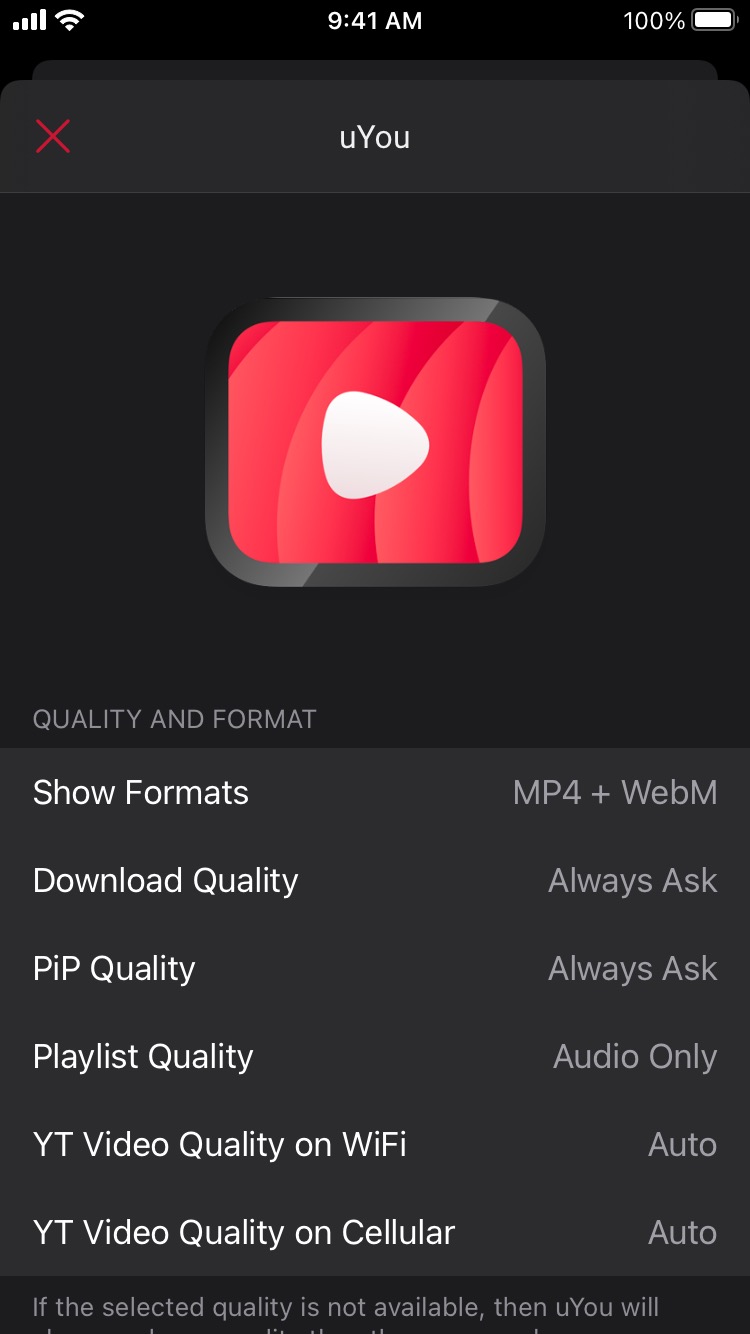 9:41 AM
100%
uYou
QUALITY AND FORMAT
Show Formats MP4 + WebM
Download Quality Always Ask
PiP Quality Always Ask
Playlist Quality Audio Only
YT Video Quality on WiFi Auto
YT Video Quality on Cellular Auto
If the selected quality is not available, then uYou will